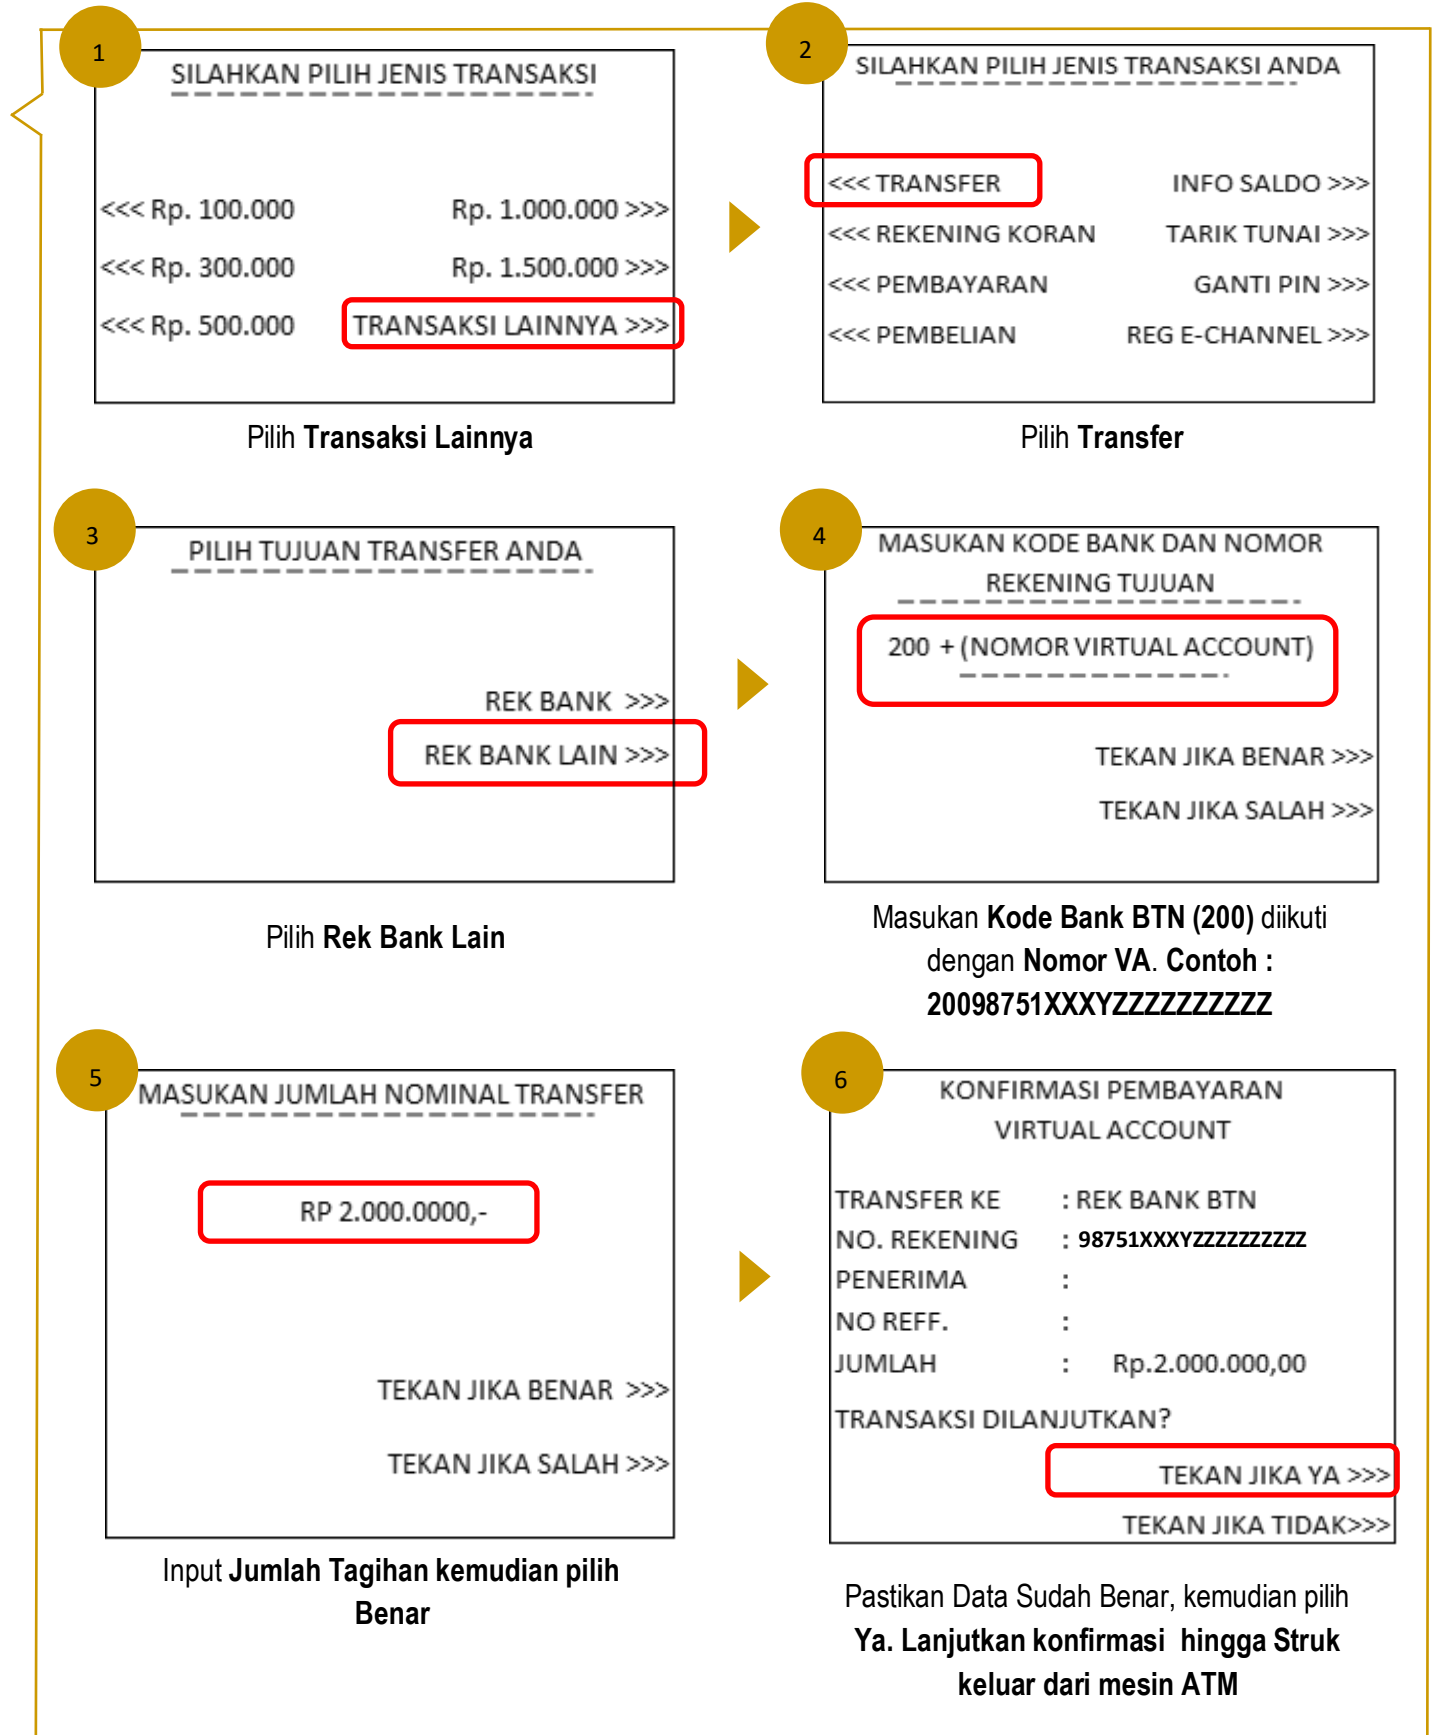 1
SILAHKAN PILIH JENIS TRANSAKSI
<<< Rp. 100.000 Rp. 1.000.000 >>>
<<< Rp. 300.000 Rp. 1.500.000 >>>
<<< Rp. 500.000 TRANSAKSI LAINNYA >>>
Pilih Transaksi Lainnya
2
SILAHKAN PILIH JENIS TRANSAKSI ANDA
<<< TRANSFER INFO SALDO >>>
<<< REKENING KORAN TARIK TUNAI >>>
<<< PEMBAYARAN GANTI PIN >>>
<<< PEMBELIAN REG E-CHANNEL >>>
Pilih Transfer
3
PILIH TUJUAN TRANSFER ANDA
REK BANK >>>
REK BANK LAIN >>>
Pilih Rek Bank Lain
4
MASUKAN KODE BANK DAN NOMOR
REKENING TUJUAN
200 + (NOMOR VIRTUAL ACCOUNT)
TEKAN JIKA BENAR >>>
TEKAN JIKA SALAH >>>
Masukan Kode Bank BTN (200) diikuti
dengan Nomor VA. Contoh :
20098751XXXYZZZZZZZZZZ
5
MASUKAN JUMLAH NOMINAL TRANSFER
RP 2.000.0000,-
TEKAN JIKA BENAR >>>
TEKAN JIKA SALAH >>>
Input Jumlah Tagihan kemudian pilih
Benar
6
KONFIRMASI PEMBAYARAN
VIRTUAL ACCOUNT
TRANSFER KE : REK BANK BTN
NO. REKENING : 98751XXXYZZZZZZZZZZ
PENERIMA :
NO REFF. :
JUMLAH : Rp.2.000.000,00
TRANSAKSI DILANJUTKAN?
TEKAN JIKA YA >>>
TEKAN JIKA TIDAK>>>
Pastikan Data Sudah Benar, kemudian pilih
Ya. Lanjutkan konfirmasi hingga Struk
keluar dari mesin ATM